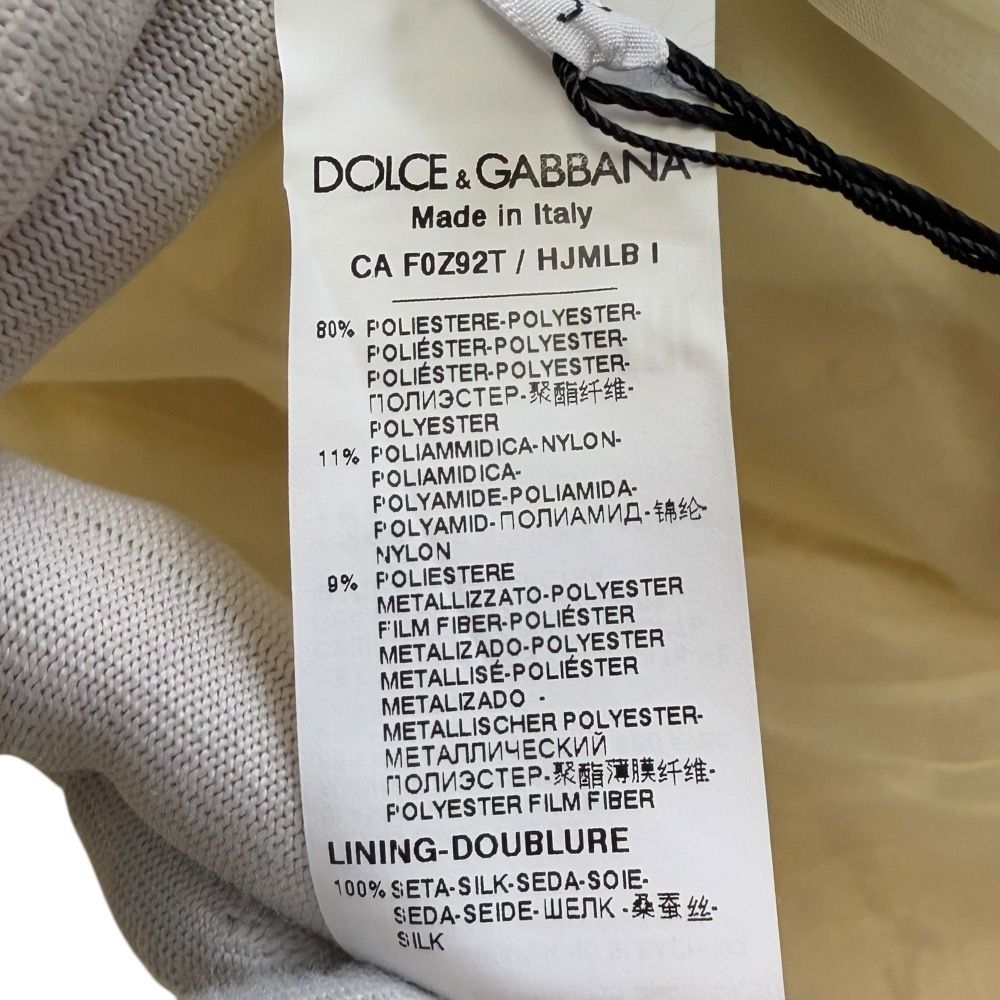 DOLCE & GABBANA
Made in Italy
CA F0Z92T / HJMLB I
80% POLIESTERE-POLYESTER-
POLIÉSTER-POLYESTER-
POLIÉSTER-POLYESTER-
ПОЛИЭСТЕР-聚酯纤维-
POLYESTER
11% POLIAMMIDICA-NYLON-
POLIAMIDICA-
POLYAMIDE-POLIAMIDA-
POLYAMID-ПОЛИАМИД-锦纶-
NYLON
9% POLIESTERE
METALLIZZATO-POLYESTER
FILM FIBER-POLIÉSTER
METALIZADO-POLYESTER
METALLISÉ-POLIÉSTER
METALIZADO -
METALLISCHER POLYESTER-
МЕТАЛЛИЧЕСКИЙ
ПОЛИЭСТЕР-聚酯薄膜纤维-
POLYESTER FILM FIBER
LINING-DOUBLURE
100% SETA-SILK-SEDA-SOIE-
SEDA-SEIDE-ШЕЛК -桑蚕丝-
SILK